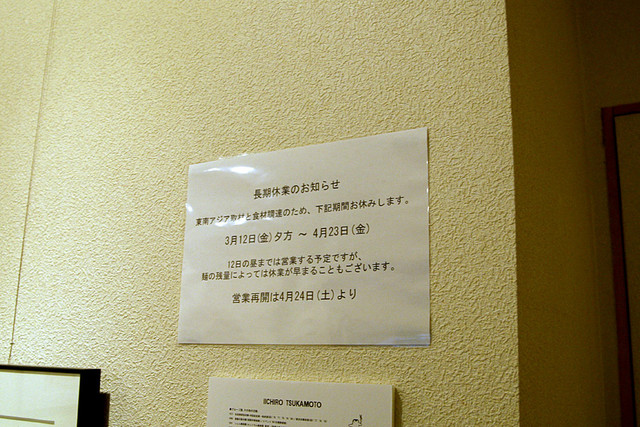 長期休業のお知らせ
東南アジア取材と食材調達のため、下記期間お休みします。
3月12日(金)夕方 ～ 4月23日(金)
12日の昼までは営業する予定ですが、
麺の残量によっては休業が早まることもございます。
営業再開は4月24日(土)より
IICHIRO TSUKAMOTO